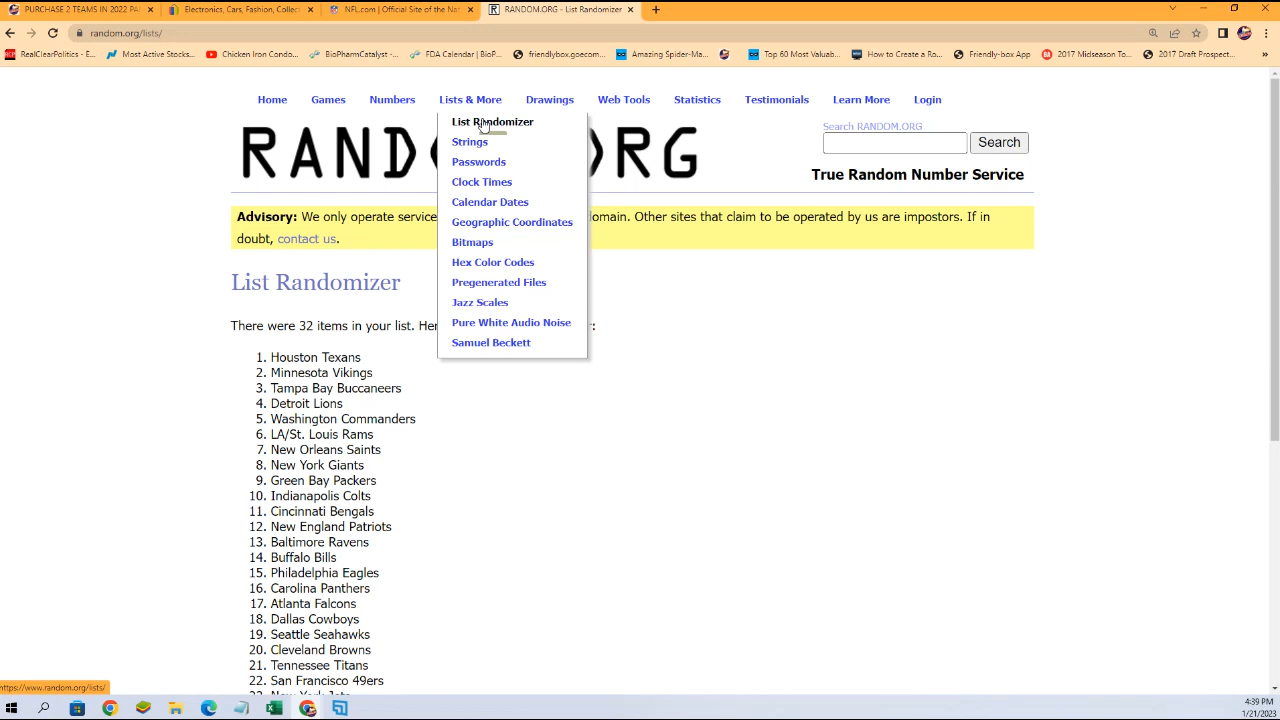 PURCHASE 2 TEAMS IN 2022 PA
Electronics, Cars, Fashion, Collect
NFL.com | Official Site of the Na
RANDOM.ORG - List Randomizer
random.org/lists/
RealClearPolitics - E
Most Active Stocks...
Chicken Iron Condo...
BioPharmCatalyst -...
FDA Calendar | BioP...
friendlybox.goecom...
Amazing Spider-Ma...
Top 60 Most Valuab...
How to Create a Ro...
Friendly-box App
2017 Midseason To...
2017 Draft Prospect...
Home Games Numbers Lists & More Drawings Web Tools Statistics Testimonials Learn More Login
List Randomizer
Strings
Passwords
Clock Times
Calendar Dates
Geographic Coordinates
Bitmaps
Hex Color Codes
Pregenerated Files
Jazz Scales
Pure White Audio Noise
Samuel Beckett
RAND RG
Search RANDOM.ORG
Search
True Random Number Service
Advisory: We only operate service omain. Other sites that claim to be operated by us are impostors. If in
doubt, contact us.
List Randomizer
There were 32 items in your list. Her r:
1. Houston Texans
2. Minnesota Vikings
3. Tampa Bay Buccaneers
4. Detroit Lions
5. Washington Commanders
6. LA/St. Louis Rams
7. New Orleans Saints
8. New York Giants
9. Green Bay Packers
10. Indianapolis Colts
11. Cincinnati Bengals
12. New England Patriots
13. Baltimore Ravens
14. Buffalo Bills
15. Philadelphia Eagles
16. Carolina Panthers
17. Atlanta Falcons
18. Dallas Cowboys
19. Seattle Seahawks
20. Cleveland Browns
21. Tennessee Titans
22. San Francisco 49ers
23. New York Jets
https://www.random.org/lists/
4:39 PM
1/21/2023